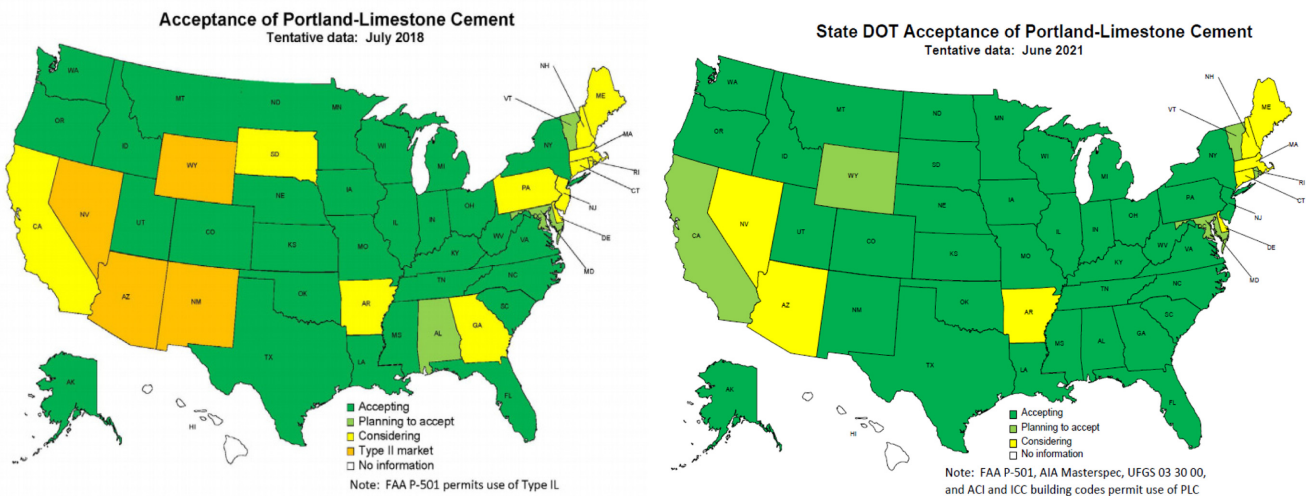 Acceptance of Portland-Limestone Cement
Tentative data: July 2018
WA
OR
ID
MT
ND
MN
WY
SD
NV
CA
UT
CO
AZ
NM
NE
KS
OK
TX
IA
MO
AR
LA
WI
MI
IL
IN
OH
KY
TN
MS
AL
GA
FL
SC
NC
VA
WV
PA
NY
VT
NH
ME
MA
RI
CT
NJ
DE
MD
AK
HI
Accepting
Planning to accept
Considering
Type II market
No information
Note: FAA P-501 permits use of Type IL
State DOT Acceptance of Portland-Limestone Cement
Tentative data: June 2021
WA
OR
ID
MT
ND
MN
WY
SD
NV
CA
UT
CO
AZ
NM
NE
KS
OK
TX
IA
MO
AR
LA
WI
MI
IL
IN
OH
KY
TN
MS
AL
GA
FL
SC
NC
VA
WV
PA
NY
VT
NH
ME
MA
RI
CT
NJ
DE
MD
AK
HI
Accepting
Planning to accept
Considering
No information
Note: FAA P-501, AIA Masterspec, UFGS 03 30 00,
and ACI and ICC building codes permit use of PLC